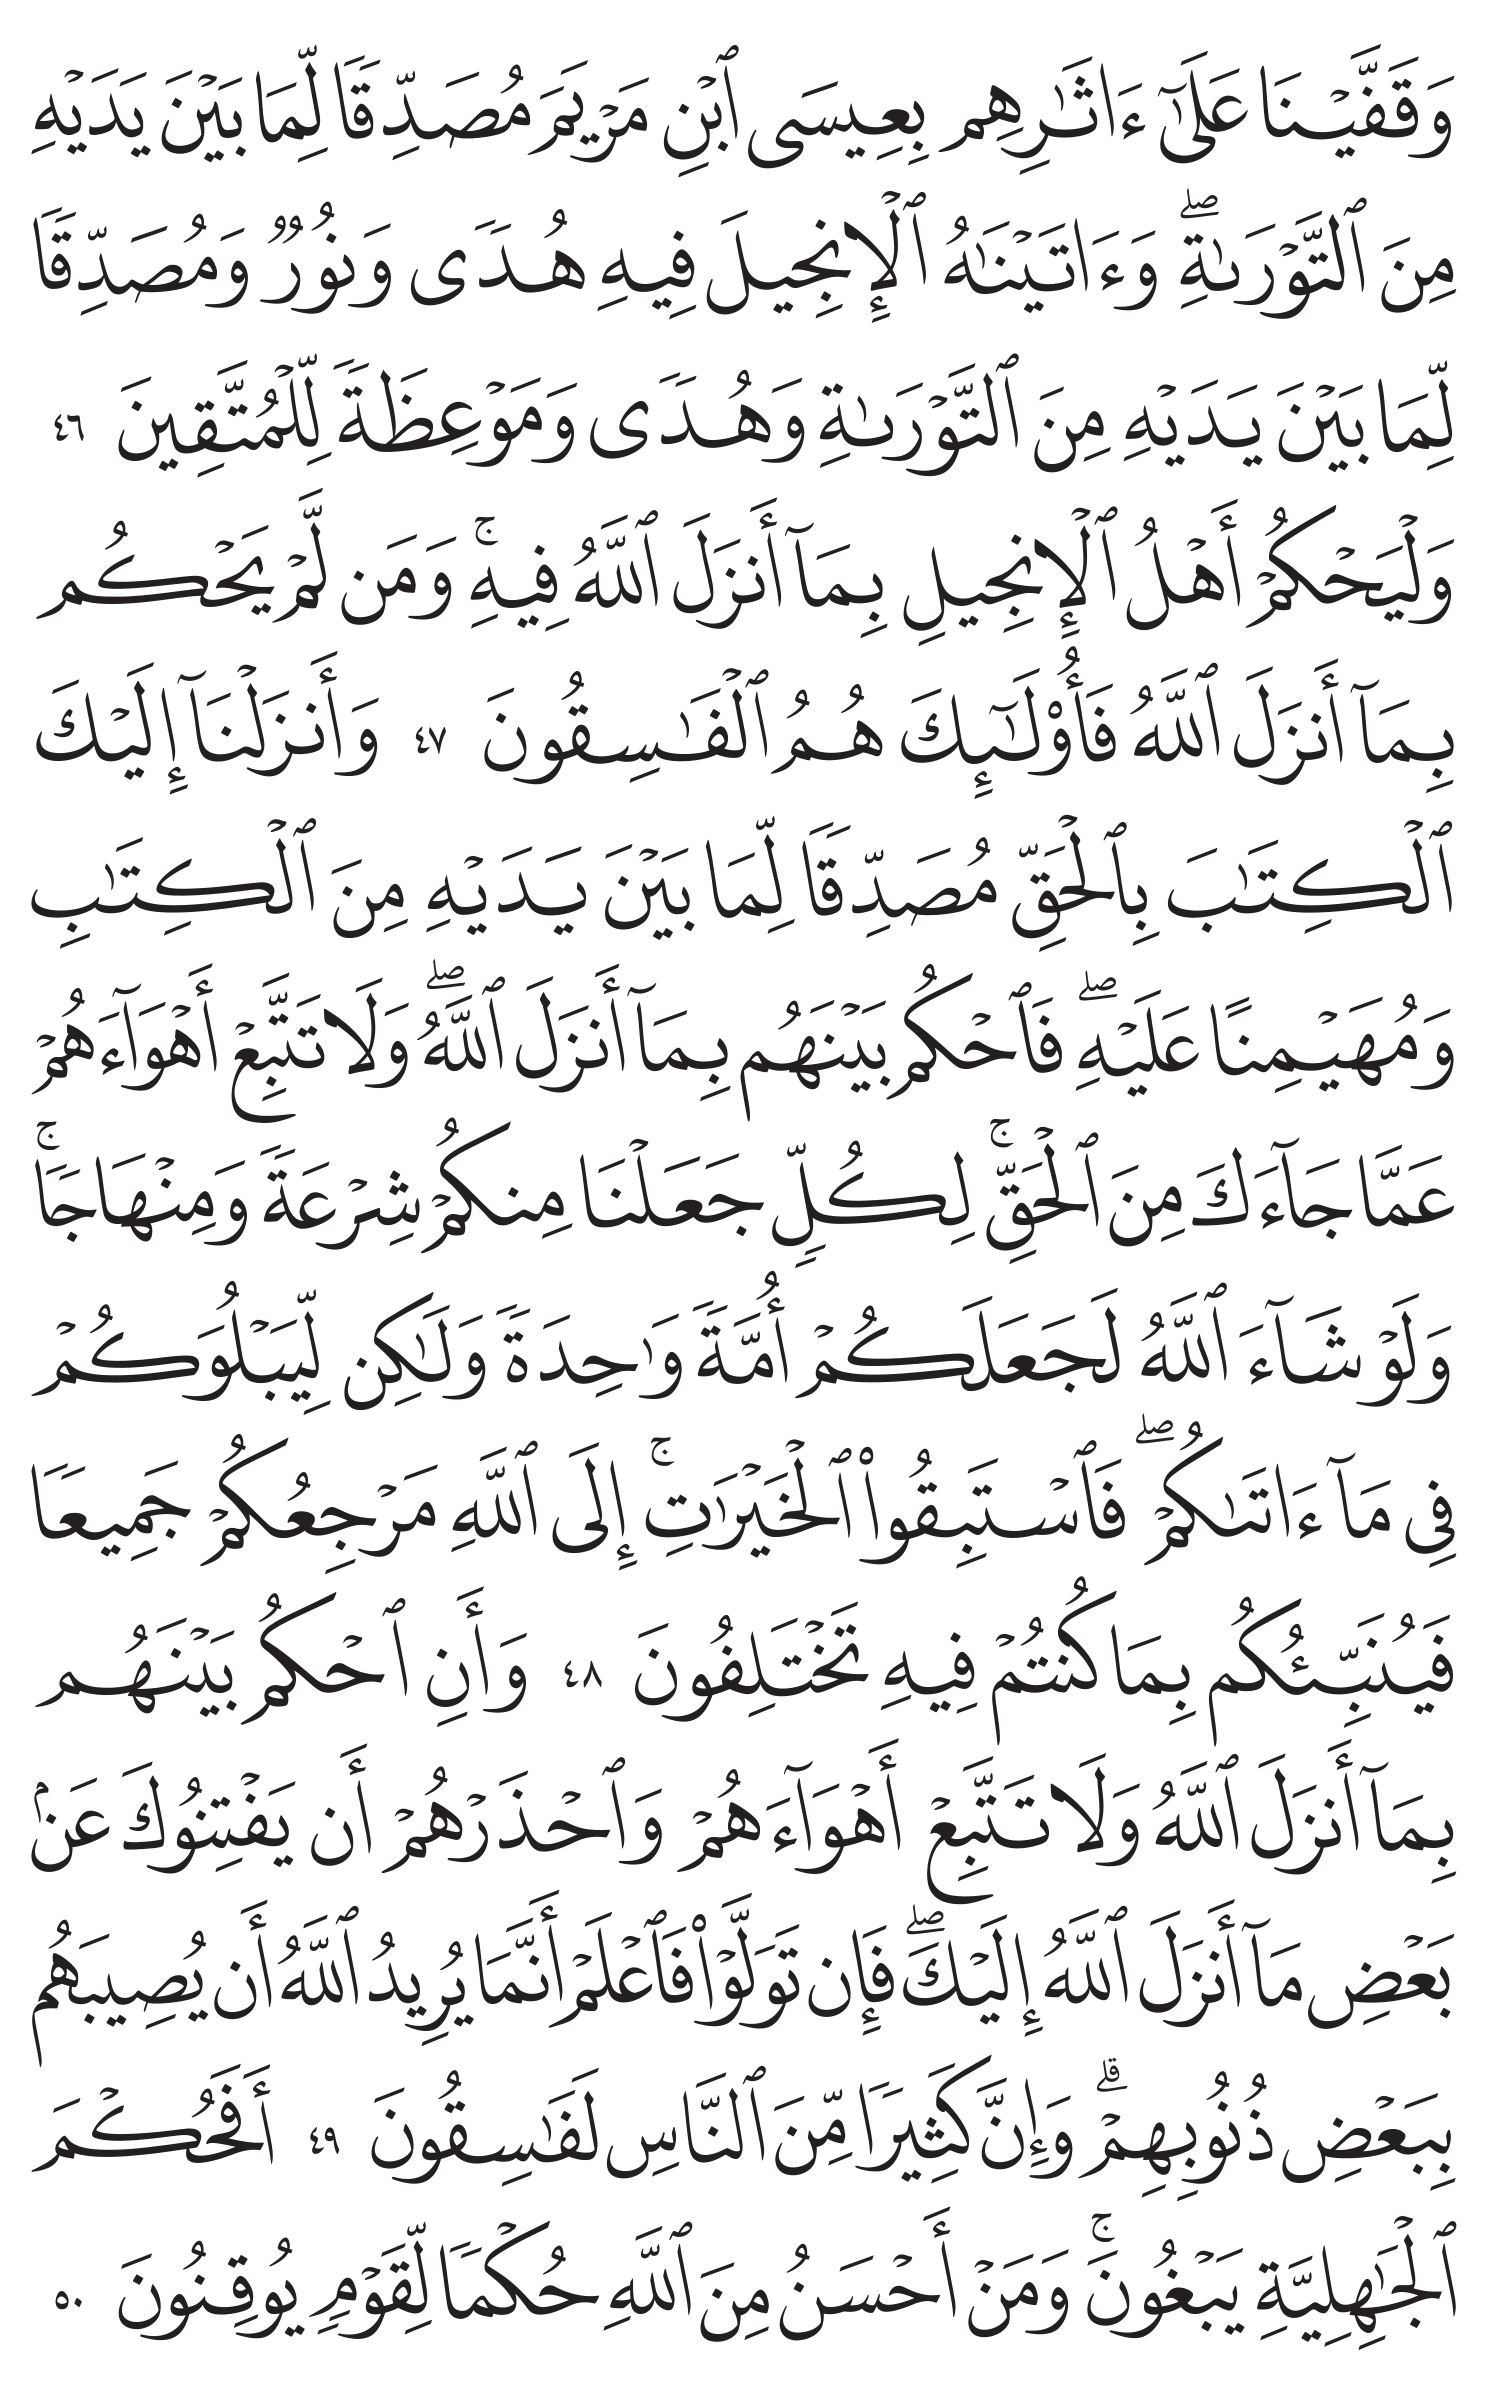 وَقَفَّيۡنَا عَلَىٰٓ ءَاثَٰرِهِم بِعِيسَى ٱبۡنِ مَرۡيَمَ مُصَدِّقٗا لِّمَا بَيۡنَ يَدَيۡهِ
مِنَ ٱلتَّوۡرَىٰةِۖ وَءَاتَيۡنَٰهُ ٱلۡإِنجِيلَ فِيهِ هُدٗى وَنُورٞ وَمُصَدِّقٗا
لِّمَا بَيۡنَ يَدَيۡهِ مِنَ ٱلتَّوۡرَىٰةِ وَهُدٗى وَمَوۡعِظَةٗ لِّلۡمُتَّقِينَ ٤٦
وَلۡيَحۡكُمۡ أَهۡلُ ٱلۡإِنجِيلِ بِمَآ أَنزَلَ ٱللَّهُ فِيهِۚ وَمَن لَّمۡ يَحۡكُم
بِمَآ أَنزَلَ ٱللَّهُ فَأُوْلَٰٓئِكَ هُمُ ٱلۡفَٰسِقُونَ ٤٧ وَأَنزَلۡنَآ إِلَيۡكَ
ٱلۡكِتَٰبَ بِٱلۡحَقِّ مُصَدِّقٗا لِّمَا بَيۡنَ يَدَيۡهِ مِنَ ٱلۡكِتَٰبِ
وَمُهَيۡمِنًا عَلَيۡهِۖ فَٱحۡكُم بَيۡنَهُم بِمَآ أَنزَلَ ٱللَّهُۖ وَلَا تَتَّبِعۡ أَهۡوَآءَهُمۡ
عَمَّا جَآءَكَ مِنَ ٱلۡحَقِّۚ لِكُلّٖ جَعَلۡنَا مِنكُمۡ شِرۡعَةٗ وَمِنۡهَاجٗاۚ
وَلَوۡ شَآءَ ٱللَّهُ لَجَعَلَكُمۡ أُمَّةٗ وَٰحِدَةٗ وَلَٰكِن لِّيَبۡلُوَكُمۡ
فِي مَآ ءَاتَىٰكُمۡۖ فَٱسۡتَبِقُواْ ٱلۡخَيۡرَٰتِۚ إِلَى ٱللَّهِ مَرۡجِعُكُمۡ جَمِيعٗا
فَيُنَبِّئُكُم بِمَا كُنتُمۡ فِيهِ تَخۡتَلِفُونَ ٤٨ وَأَنِ ٱحۡكُم بَيۡنَهُم
بِمَآ أَنزَلَ ٱللَّهُ وَلَا تَتَّبِعۡ أَهۡوَآءَهُمۡ وَٱحۡذَرۡهُمۡ أَن يَفۡتِنُوكَ عَنۢ
بَعۡضِ مَآ أَنزَلَ ٱللَّهُ إِلَيۡكَۖ فَإِن تَوَلَّوۡاْ فَٱعۡلَمۡ أَنَّمَا يُرِيدُ ٱللَّهُ أَن يُصِيبَهُم
بِبَعۡضِ ذُنُوبِهِمۡۗ وَإِنَّ كَثِيرٗا مِّنَ ٱلنَّاسِ لَفَٰسِقُونَ ٤٩ أَفَحُكۡمَ
ٱلۡجَٰهِلِيَّةِ يَبۡغُونَۚ وَمَنۡ أَحۡسَنُ مِنَ ٱللَّهِ حُكۡمٗا لِّقَوۡمٖ يُوقِنُونَ ٥٠